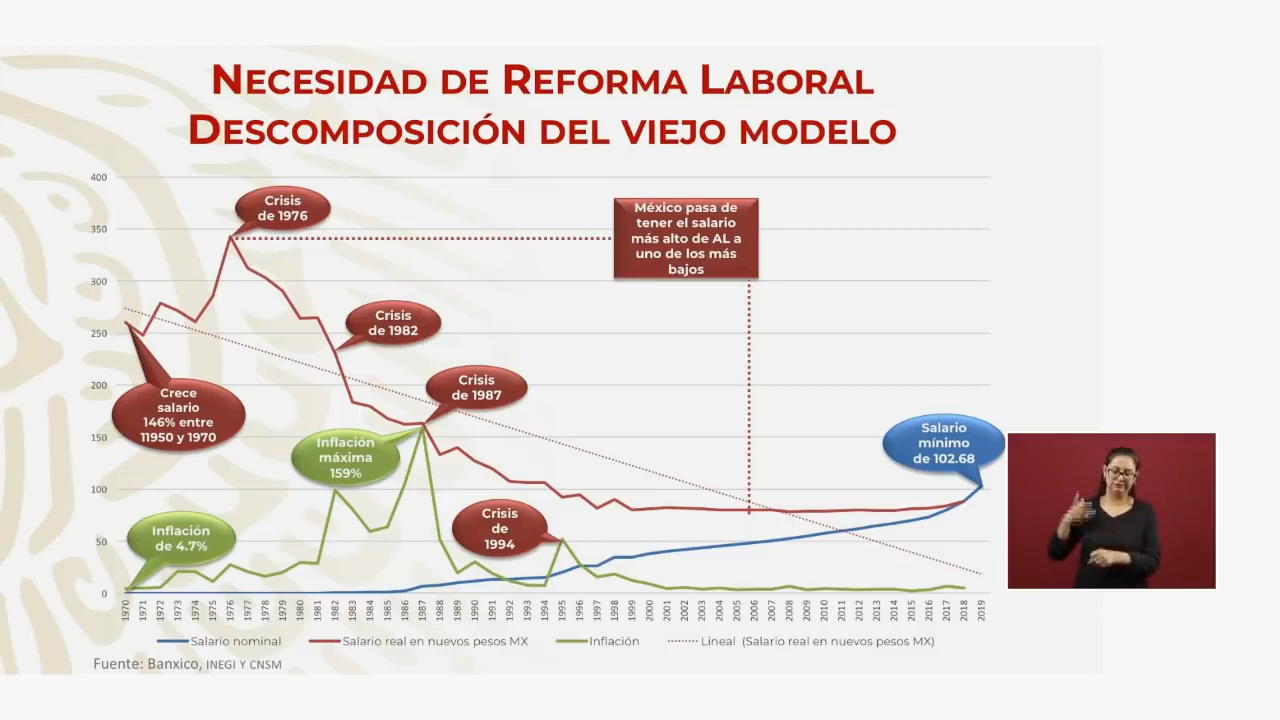 NECESIDAD DE REFORMA LABORAL
DESCOMPOSICIÓN DEL VIEJO MODELO
400
350
300
250
200
150
100
50
0
Crisis
de 1976
México pasa de
tener el salario
más alto de AL a
uno de los más
bajos
Crisis
de 1982
Crisis
de 1987
Crece
salario
146% entre
11950 y 1970
Inflación
máxima
159%
Salario
mínimo
de 102.68
Crisis
de
1994
Inflación
de 4.7%
1970 1971 1972 1973 1974 1975 1976 1977 1978 1979 1980 1981 1982 1983 1984 1985 1986 1987 1988 1989 1990 1991 1992 1993 1994 1995 1996 1997 1998 1999 2000 2001 2002 2003 2004 2005 2006 2007 2008 2009 2010 2011 2012 2013 2014 2015 2016 2017 2018 2019
Salario nominal Salario real en nuevos pesos MX Inflación Lineal (Salario real en nuevos pesos MX)
Fuente: Banxico, INEGI Y CNSM